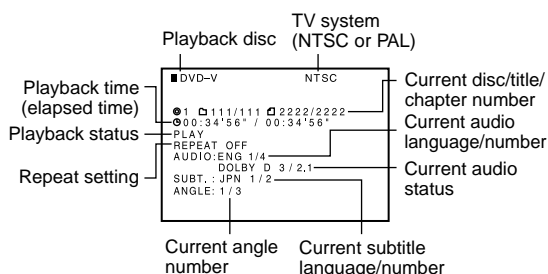 TV system
(NTSC or PAL)
Playback disc
DVD–V NTSC
Playback time
(elapsed time)
Current disc/title/
chapter number
1 111/111 2222/2222
00:34'56" / 00:34'56"
Playback status
PLAY
REPEAT OFF
Current audio
language/number
AUDIO:ENG 1/4
DOLBY D 3/2.1
Repeat setting
Current audio
status
SUBT.:JPN 1/2
ANGLE:1/3
Current angle
number
Current subtitle
language/number